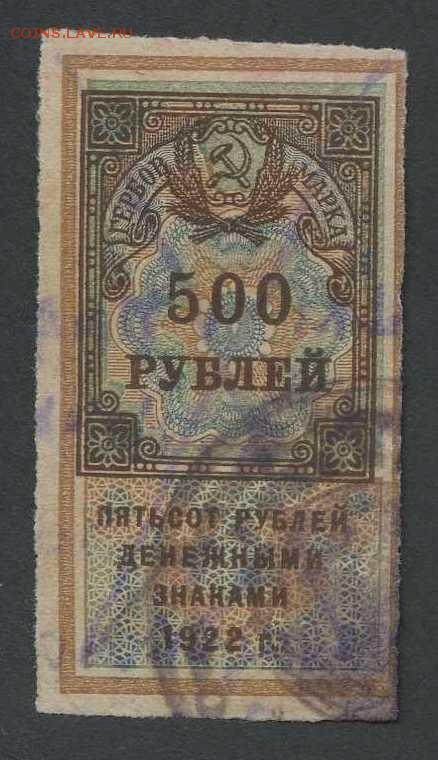 COINS.LAVE.RU
ГЕРБОВ. МАРКА
500
РУБЛЕЙ
ПЯТЬСОТ РУБЛЕЙ
ДЕНЕЖНЫМИ
ЗНАКАМИ
1922 г.